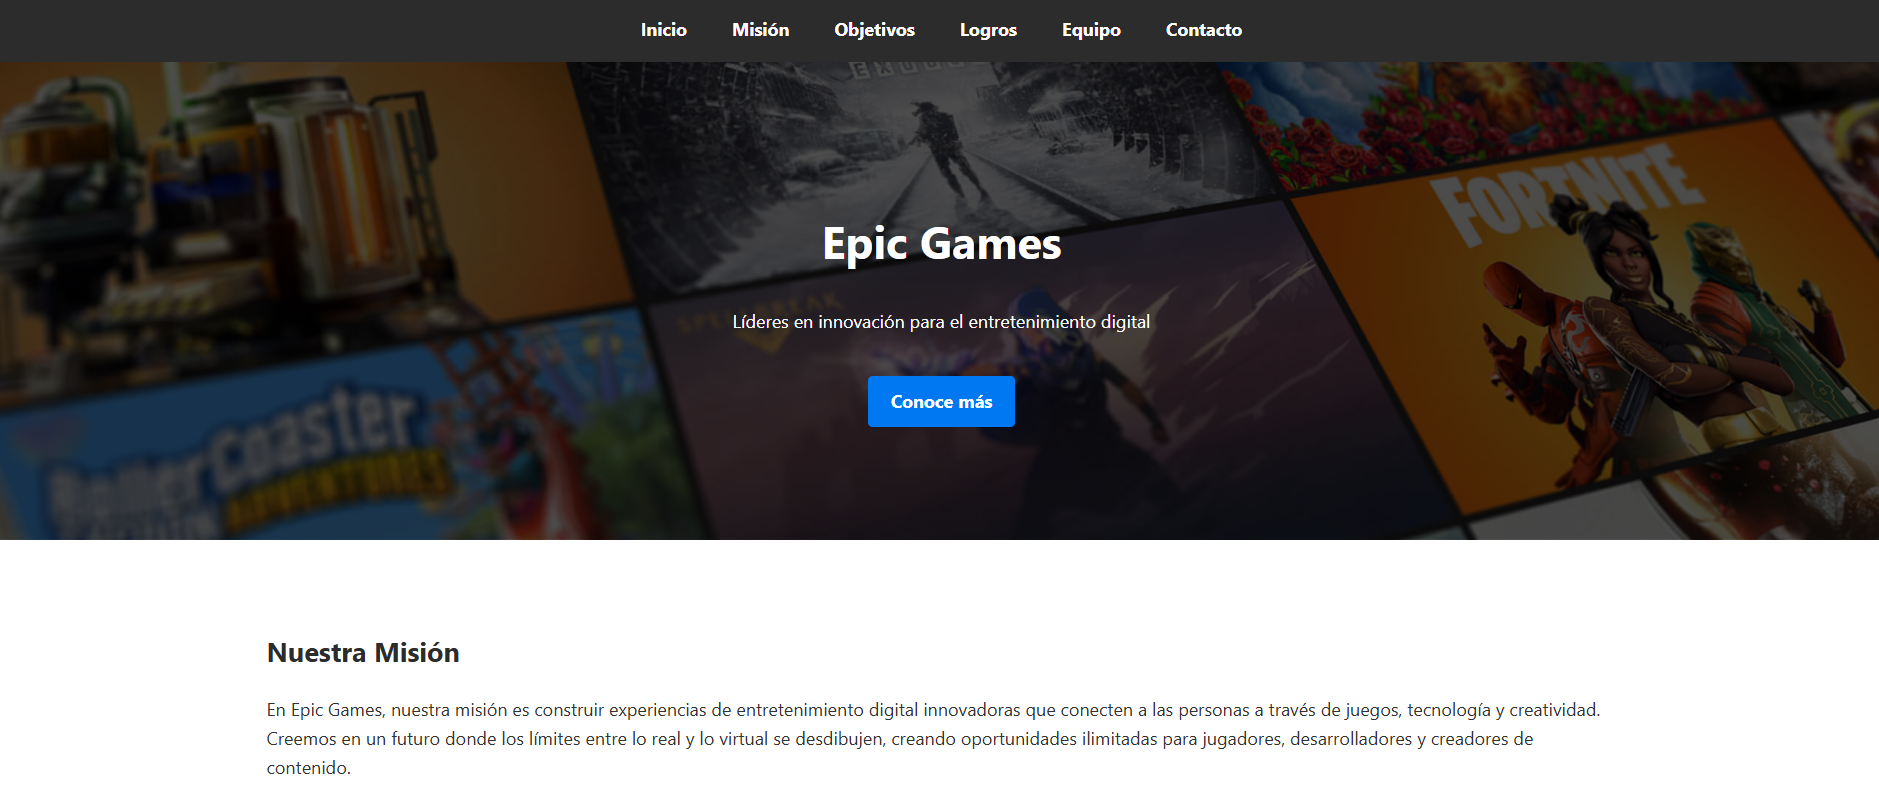 Inicio Misión Objetivos Logros Equipo Contacto
EXODUS
FORTNITE
Epic Games
SPELLBREAK
Líderes en innovación para el entretenimiento digital
Conoce más
RollerCoaster
ADVENTURES
Nuestra Misión
En Epic Games, nuestra misión es construir experiencias de entretenimiento digital innovadoras que conecten a las personas a través de juegos, tecnología y creatividad.
Creemos en un futuro donde los límites entre lo real y lo virtual se desdibujen, creando oportunidades ilimitadas para jugadores, desarrolladores y creadores de
contenido.